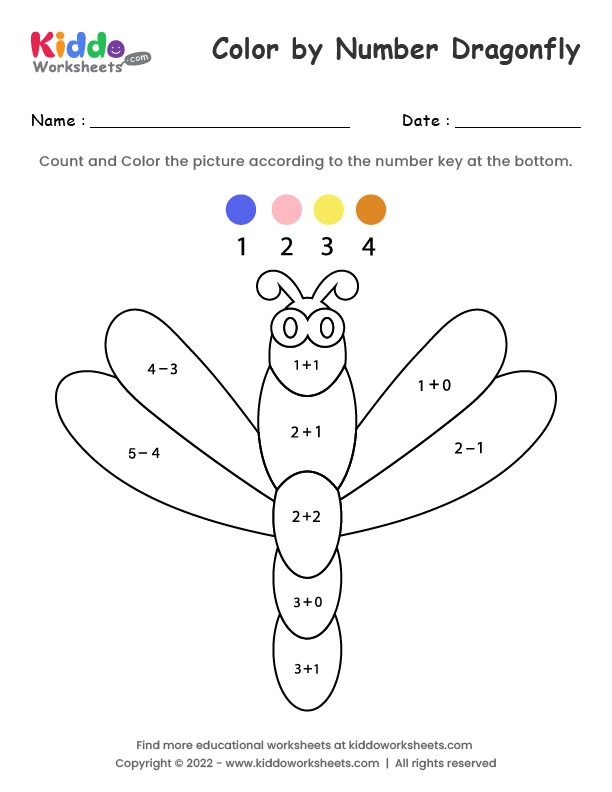 Kiddo
Worksheets .com
Color by Number Dragonfly
Name : Date :
Count and Color the picture according to the number key at the bottom.
1 2 3 4
1+1
4−3
1+0
2+1
2−1
5−4
2+2
3+0
3+1
Find more educational worksheets at kiddoworksheets.com
Copyright © 2022 - www.kiddoworksheets.com | All rights reserved